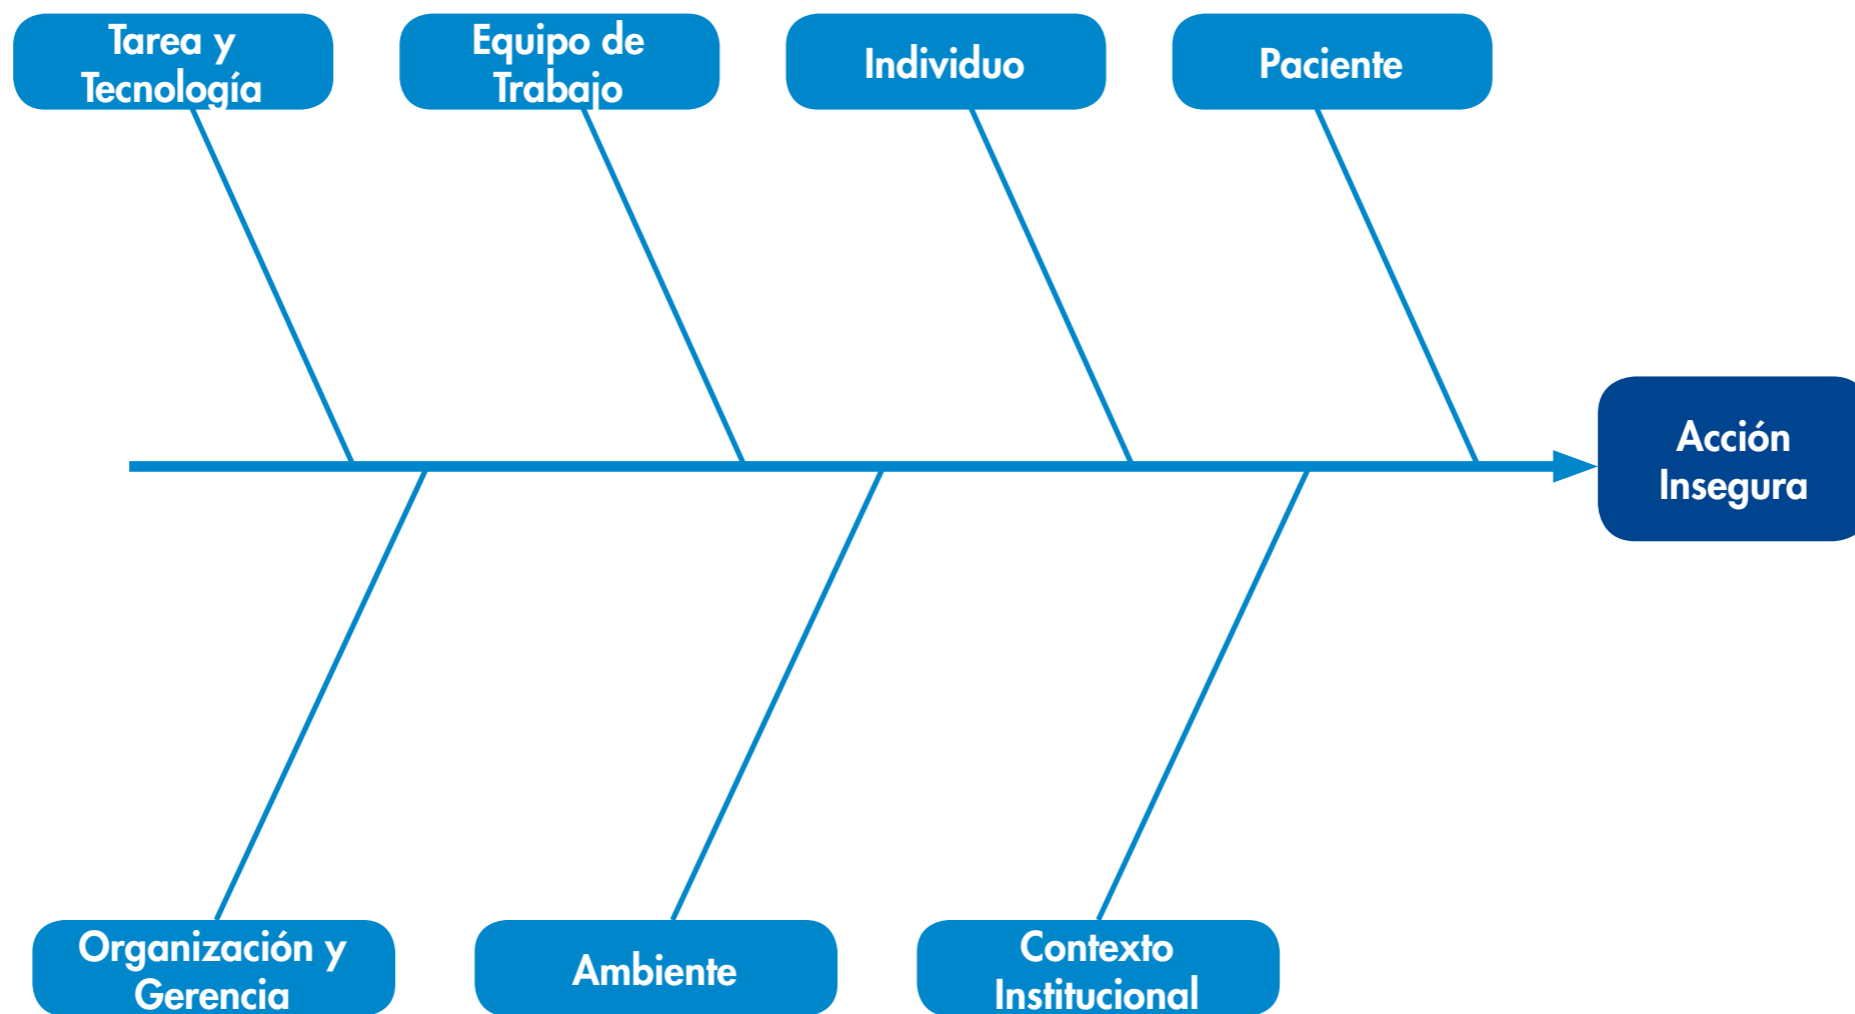 Tarea y
Tecnología
Equipo de
Trabajo
Individuo
Paciente
Acción
Insegura
Organización y
Gerencia
Ambiente
Contexto
Institucional